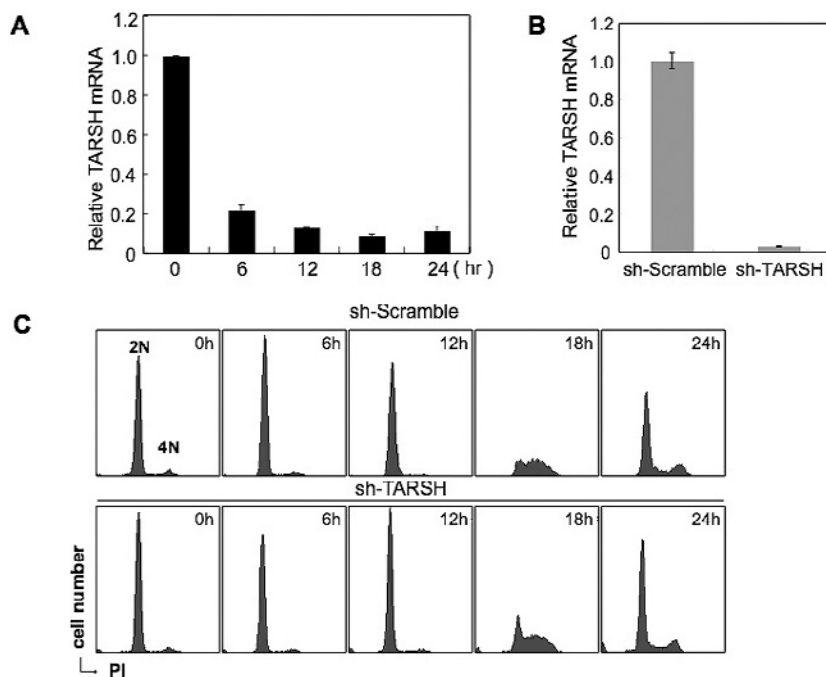 A
Relative TARSH mRNA
1.2
1.0
0.8
0.6
0.4
0.2
0
0 6 12 18 24 ( hr )
B
Relative TARSH mRNA
1.2
1.0
0.8
0.6
0.4
0.2
0
sh-Scramble sh-TARSH
C
sh-Scramble
2N 4N 0h 6h 12h 18h 24h
sh-TARSH
0h 6h 12h 18h 24h
cell number
PI